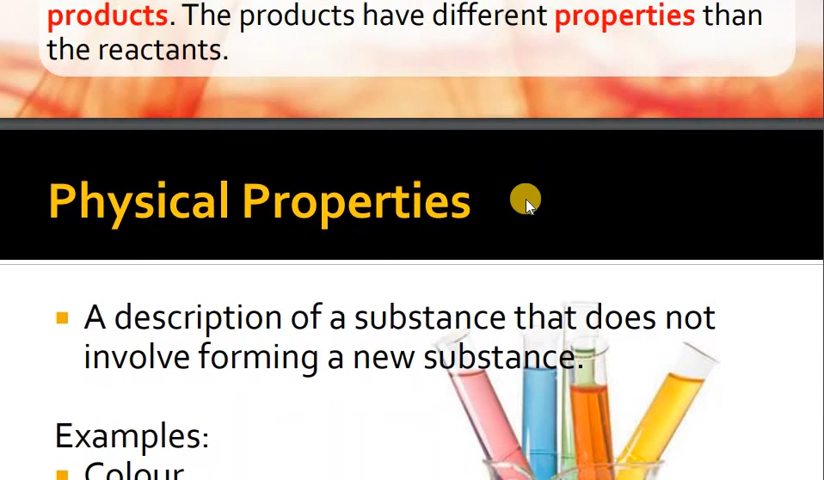 products. The products have different properties than
the reactants.
Physical Properties
A description of a substance that does not
involve forming a new substance.
Examples:
Colour